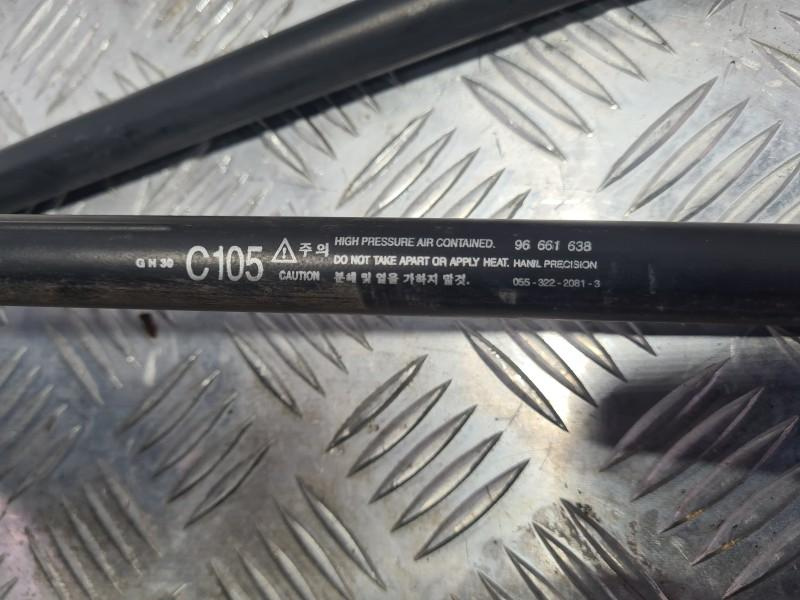 G H 30 C105 주의 CAUTION
HIGH PRESSURE AIR CONTAINED. 96 661 638
DO NOT TAKE APART OR APPLY HEAT. HANIL PRECISION
분해 및 열을 가하지 말것. 055-322-2081-3